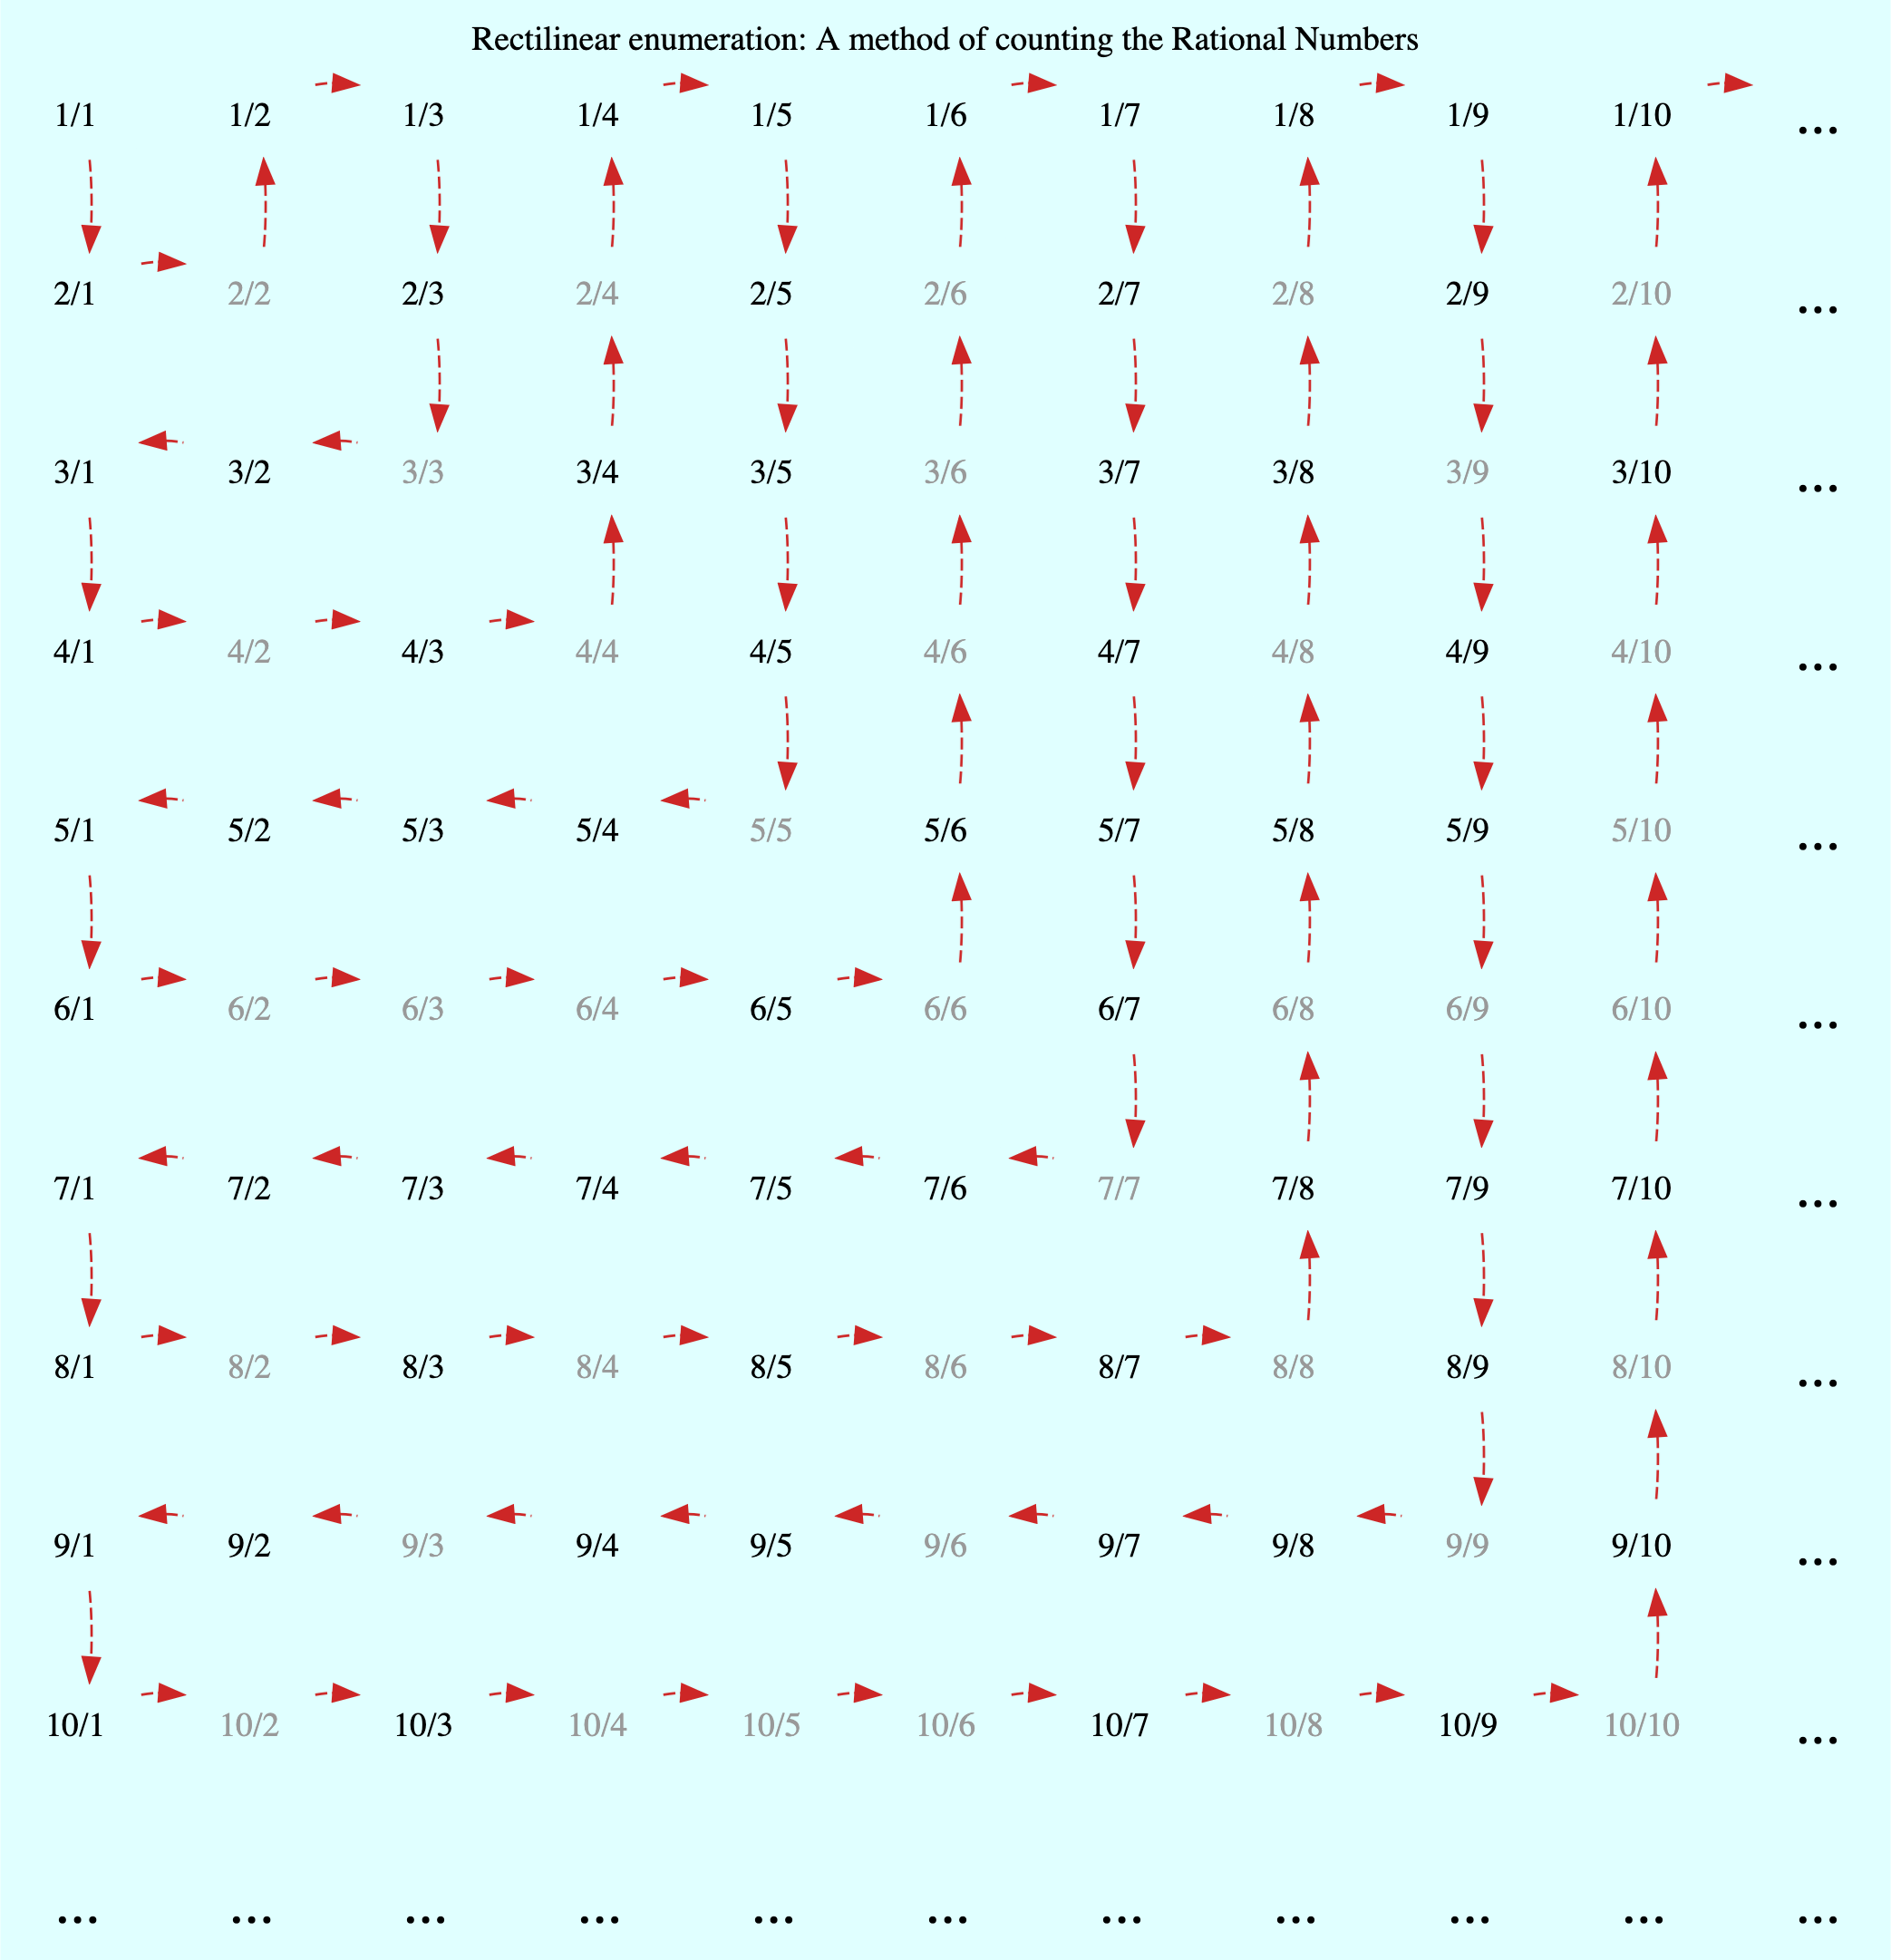 Rectilinear enumeration: A method of counting the Rational Numbers
1/1 1/2 1/3 1/4 1/5 1/6 1/7 1/8 1/9 1/10 ...
2/1 2/2 2/3 2/4 2/5 2/6 2/7 2/8 2/9 2/10 ...
3/1 3/2 3/3 3/4 3/5 3/6 3/7 3/8 3/9 3/10 ...
4/1 4/2 4/3 4/4 4/5 4/6 4/7 4/8 4/9 4/10 ...
5/1 5/2 5/3 5/4 5/5 5/6 5/7 5/8 5/9 5/10 ...
6/1 6/2 6/3 6/4 6/5 6/6 6/7 6/8 6/9 6/10 ...
7/1 7/2 7/3 7/4 7/5 7/6 7/7 7/8 7/9 7/10 ...
8/1 8/2 8/3 8/4 8/5 8/6 8/7 8/8 8/9 8/10 ...
9/1 9/2 9/3 9/4 9/5 9/6 9/7 9/8 9/9 9/10 ...
10/1 10/2 10/3 10/4 10/5 10/6 10/7 10/8 10/9 10/10 ...
... ... ... ... ... ... ... ... ... ... ...